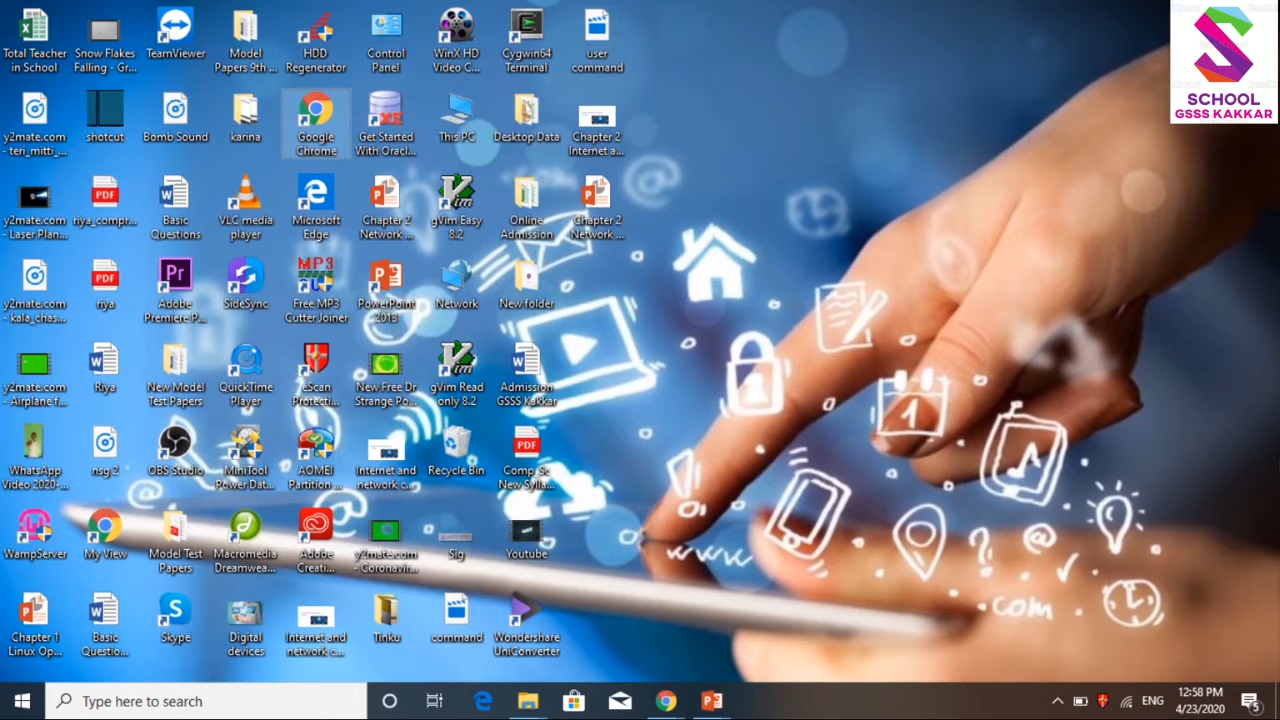 Total Teacher
in School
Snow Flakes
Falling - Gr...
TeamViewer
Model
Papers 9th ...
HDD
Regenerator
Control
Panel
WinX HD
Video C...
Cygwin64
Terminal
user
command
SCHOOL
GSSS KAKKAR
y2mate.com
- teri_mitti_...
shotcut
Bomb Sound
karina
Google
Chrome
Get Started
With Oracl...
This PC
Desktop Data
Chapter 2
Internet a...
y2mate.com
- Laser Plan...
riya_compr...
Basic
Questions
VLC media
player
Microsoft
Edge
Chapter 2
Network ...
gVim Easy
8.2
Online
Admission
Chapter 2
Network ...
y2mate.com
- kala_chas...
riya
Adobe
Premiere P...
SideSync
Free MP3
Cutter Joiner
PowerPoint
2013
Network
New folder
y2mate.com
- Airplane f...
Riya
New Model
Test Papers
QuickTime
Player
eScan
Protecti...
New Free Dr
Strange Po...
gVim Read
only 8.2
Admission
GSSS Kakkar
WhatsApp
Video 2020-...
nsg 2
OBS Studio
MiniTool
Power Dat...
AOMEI
Partition ...
Internet and
network c...
Recycle Bin
Comp_Sc
New Sylla...
WampServer
My View
Model Test
Papers
Macromedia
Dreamwea...
Adobe
Creati...
y2mate.com
- Coronavir...
Sig
Youtube
www
.com
Chapter 1
Linux Op...
Basic
Questio...
Skype
Digital
devices
Internet and
network c...
Tinku
command
Wondershare
UniConverter
Type here to search
ENG
12:58 PM
4/23/2020
5